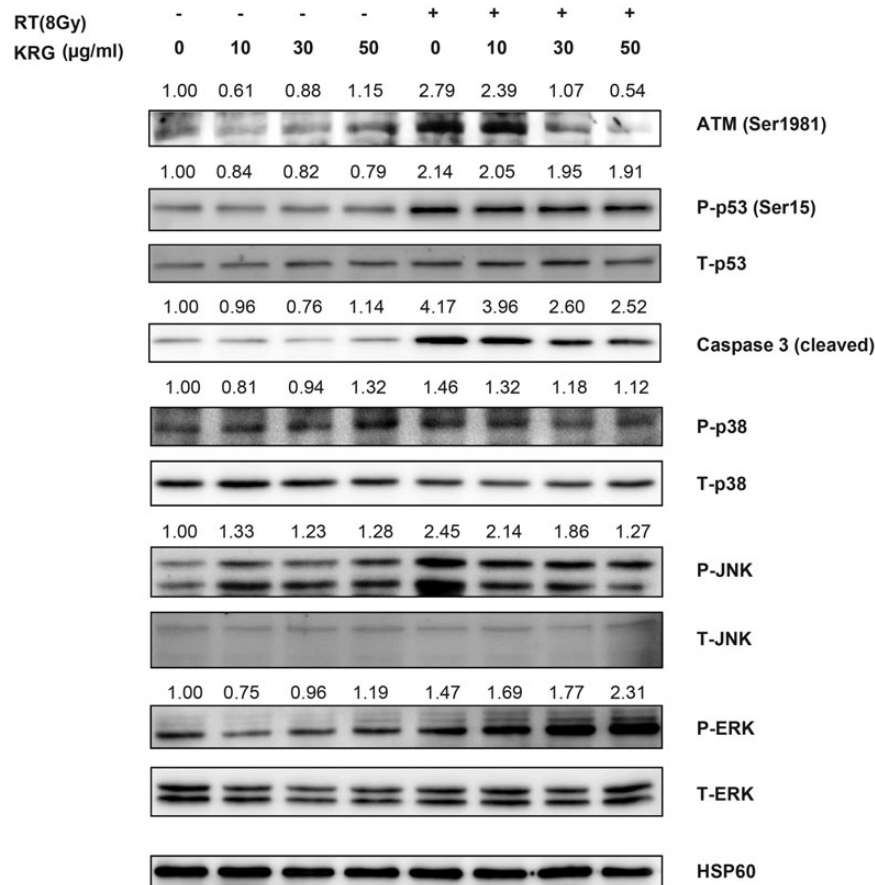 RT(8Gy) - - - - + + + +
KRG (µg/ml) 0 10 30 50 0 10 30 50
1.00 0.61 0.88 1.15 2.79 2.39 1.07 0.54
ATM (Ser1981)
1.00 0.84 0.82 0.79 2.14 2.05 1.95 1.91
P-p53 (Ser15)
T-p53
1.00 0.96 0.76 1.14 4.17 3.96 2.60 2.52
Caspase 3 (cleaved)
1.00 0.81 0.94 1.32 1.46 1.32 1.18 1.12
P-p38
T-p38
1.00 1.33 1.23 1.28 2.45 2.14 1.86 1.27
P-JNK
T-JNK
1.00 0.75 0.96 1.19 1.47 1.69 1.77 2.31
P-ERK
T-ERK
HSP60